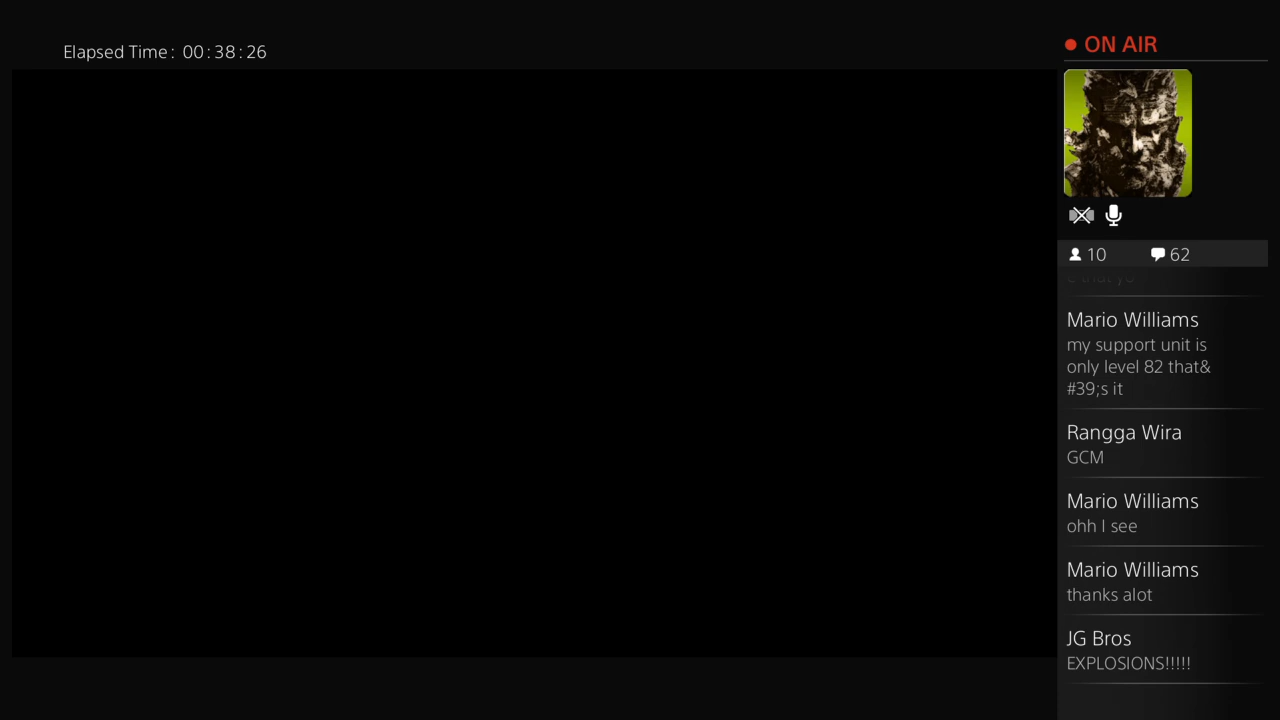 Elapsed Time: 00:38:26
ON AIR
10 62
Mario Williams
my support unit is
only level 82 that&
#39;s it
Rangga Wira
GCM
Mario Williams
ohh I see
Mario Williams
thanks alot
JG Bros
EXPLOSIONS!!!!!